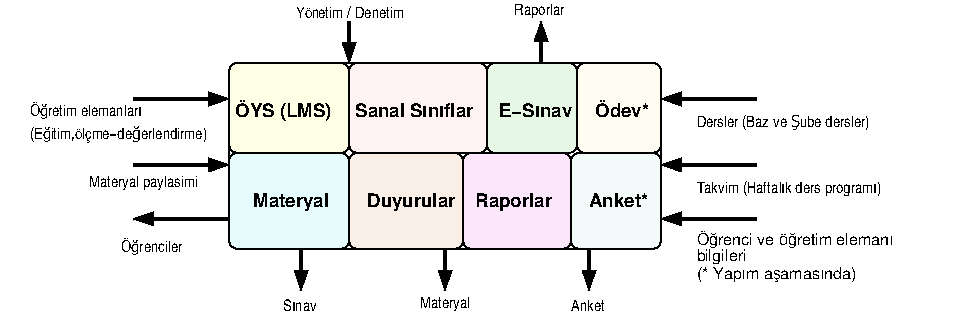 Yönetim / Denetim
Raporlar
Öğretim elemanları
(Eğitim,ölçme−değerlendirme)
ÖYS (LMS)
Sanal Sınıflar
E−Sınav
Ödev*
Dersler (Baz ve Şube dersler)
Materyal paylasimi
Takvim (Haftalık ders programı)
Materyal
Duyurular
Raporlar
Anket*
Öğrenciler
Öğrenci ve öğretim elemanı
bilgileri
(* Yapım aşamasında)
Sınav
Materyal
Anket